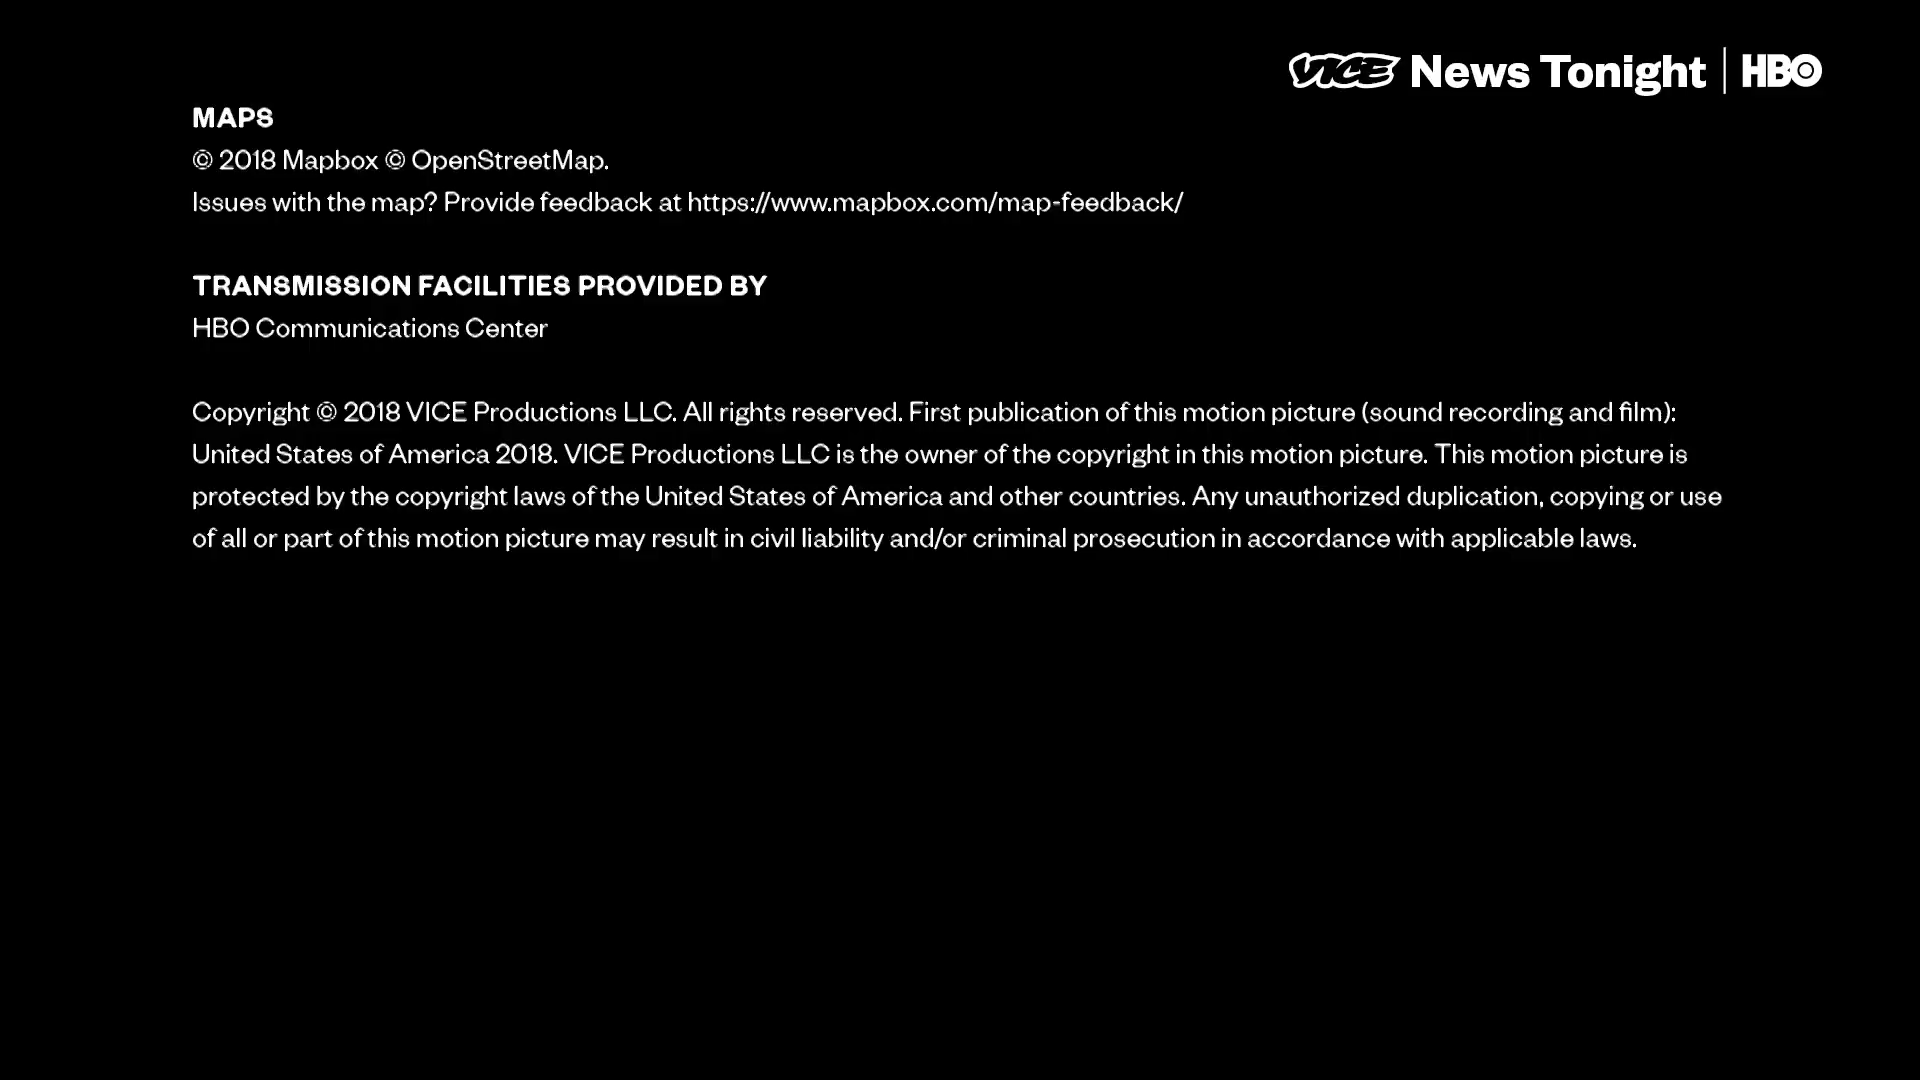 VICE News Tonight | HBO
MAPS
© 2018 Mapbox © OpenStreetMap.
Issues with the map? Provide feedback at https://www.mapbox.com/map-feedback/
TRANSMISSION FACILITIES PROVIDED BY
HBO Communications Center
Copyright © 2018 VICE Productions LLC. All rights reserved. First publication of this motion picture (sound recording and film):
United States of America 2018. VICE Productions LLC is the owner of the copyright in this motion picture. This motion picture is
protected by the copyright laws of the United States of America and other countries. Any unauthorized duplication, copying or use
of all or part of this motion picture may result in civil liability and/or criminal prosecution in accordance with applicable laws.